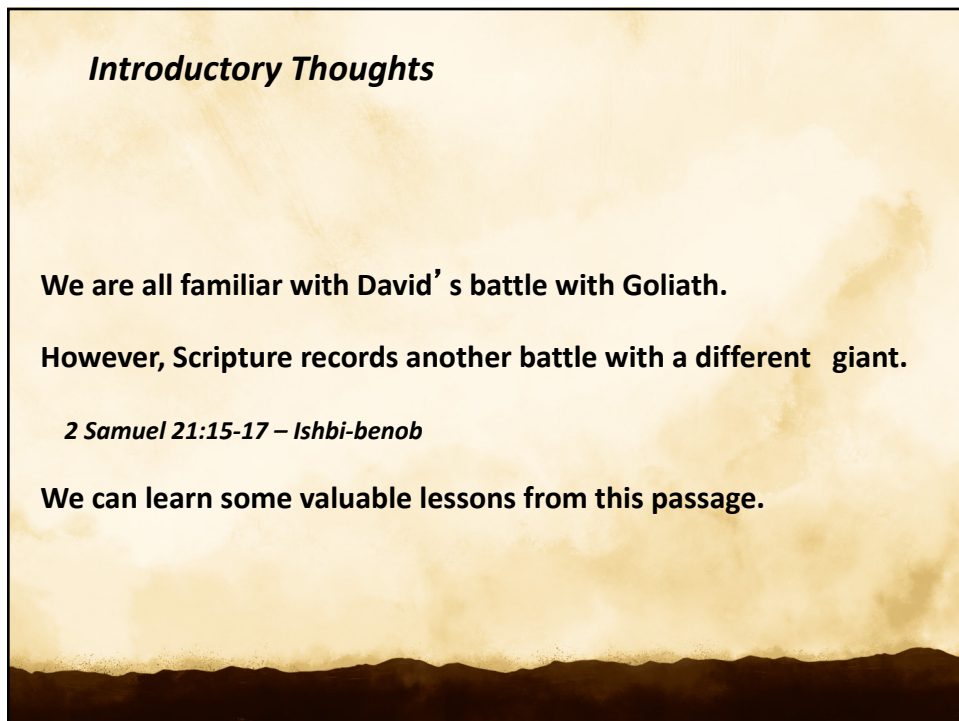 Introductory Thoughts
We are all familiar with David’ s battle with Goliath.
However, Scripture records another battle with a different giant.
2 Samuel 21:15-17 – Ishbi-benob
We can learn some valuable lessons from this passage.